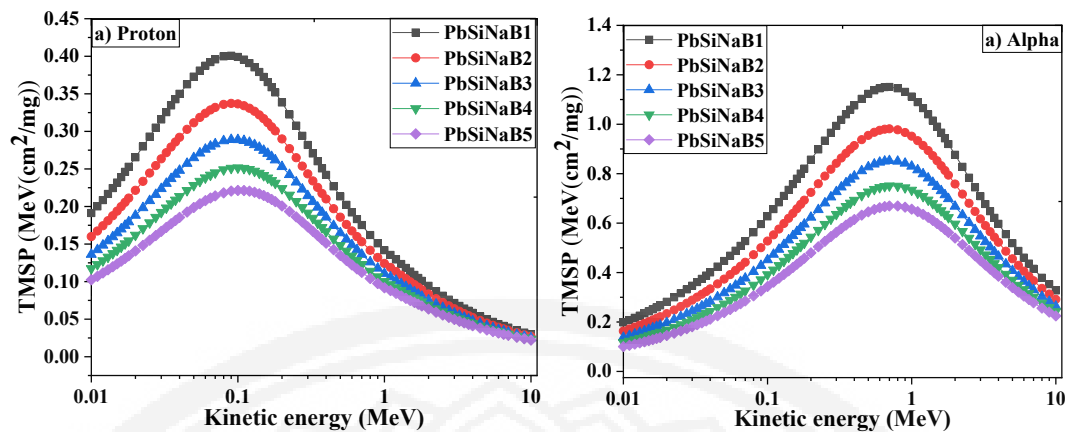 a) Proton
PbSiNaB1
PbSiNaB2
PbSiNaB3
PbSiNaB4
PbSiNaB5
TMSP (MeV(cm²/mg))
0.40
0.35
0.30
0.25
0.20
0.15
0.10
0.05
0.00
0.01 0.1 1 10
Kinetic energy (MeV)
a) Alpha
PbSiNaB1
PbSiNaB2
PbSiNaB3
PbSiNaB4
PbSiNaB5
TMSP (MeV(cm²/mg))
1.4
1.2
1.0
0.8
0.6
0.4
0.2
0.0
0.01 0.1 1 10
Kinetic energy (MeV)